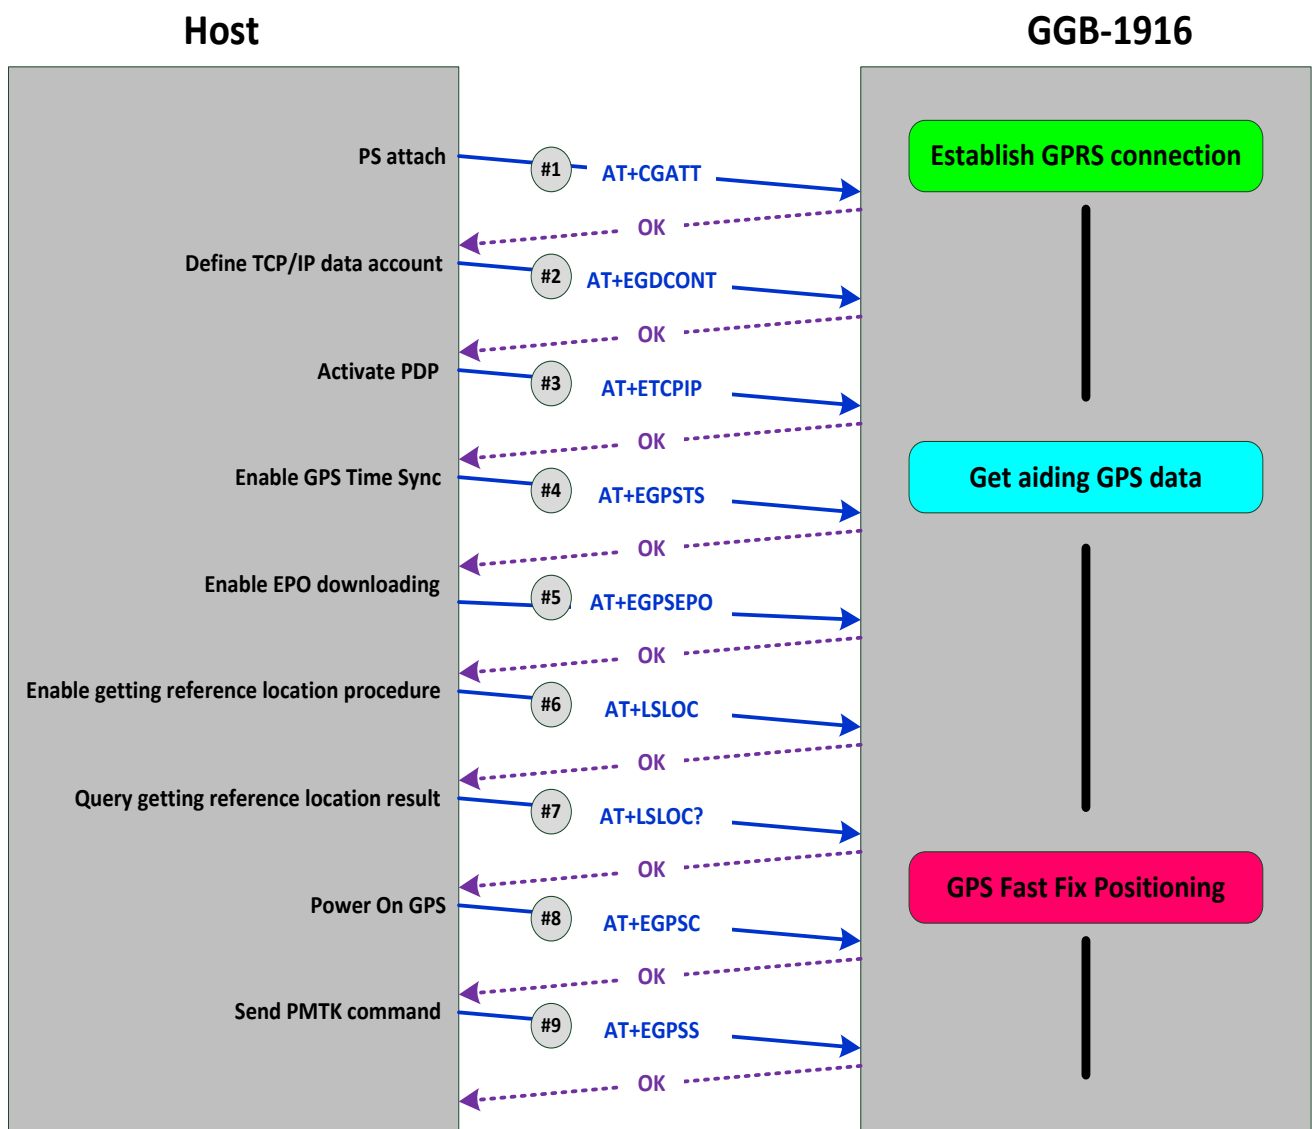 Host
GGB-1916
PS attach
#1
AT+CGATT
Establish GPRS connection
OK
Define TCP/IP data account
#2
AT+EGDCONT
OK
Activate PDP
#3
AT+ETCPIP
OK
Enable GPS Time Sync
#4
AT+EGPSTS
Get aiding GPS data
OK
Enable EPO downloading
#5
AT+EGPSEPO
OK
Enable getting reference location procedure
#6
AT+LSLOC
OK
Query getting reference location result
#7
AT+LSLOC?
OK
GPS Fast Fix Positioning
Power On GPS
#8
AT+EGPSC
OK
Send PMTK command
#9
AT+EGPSS
OK